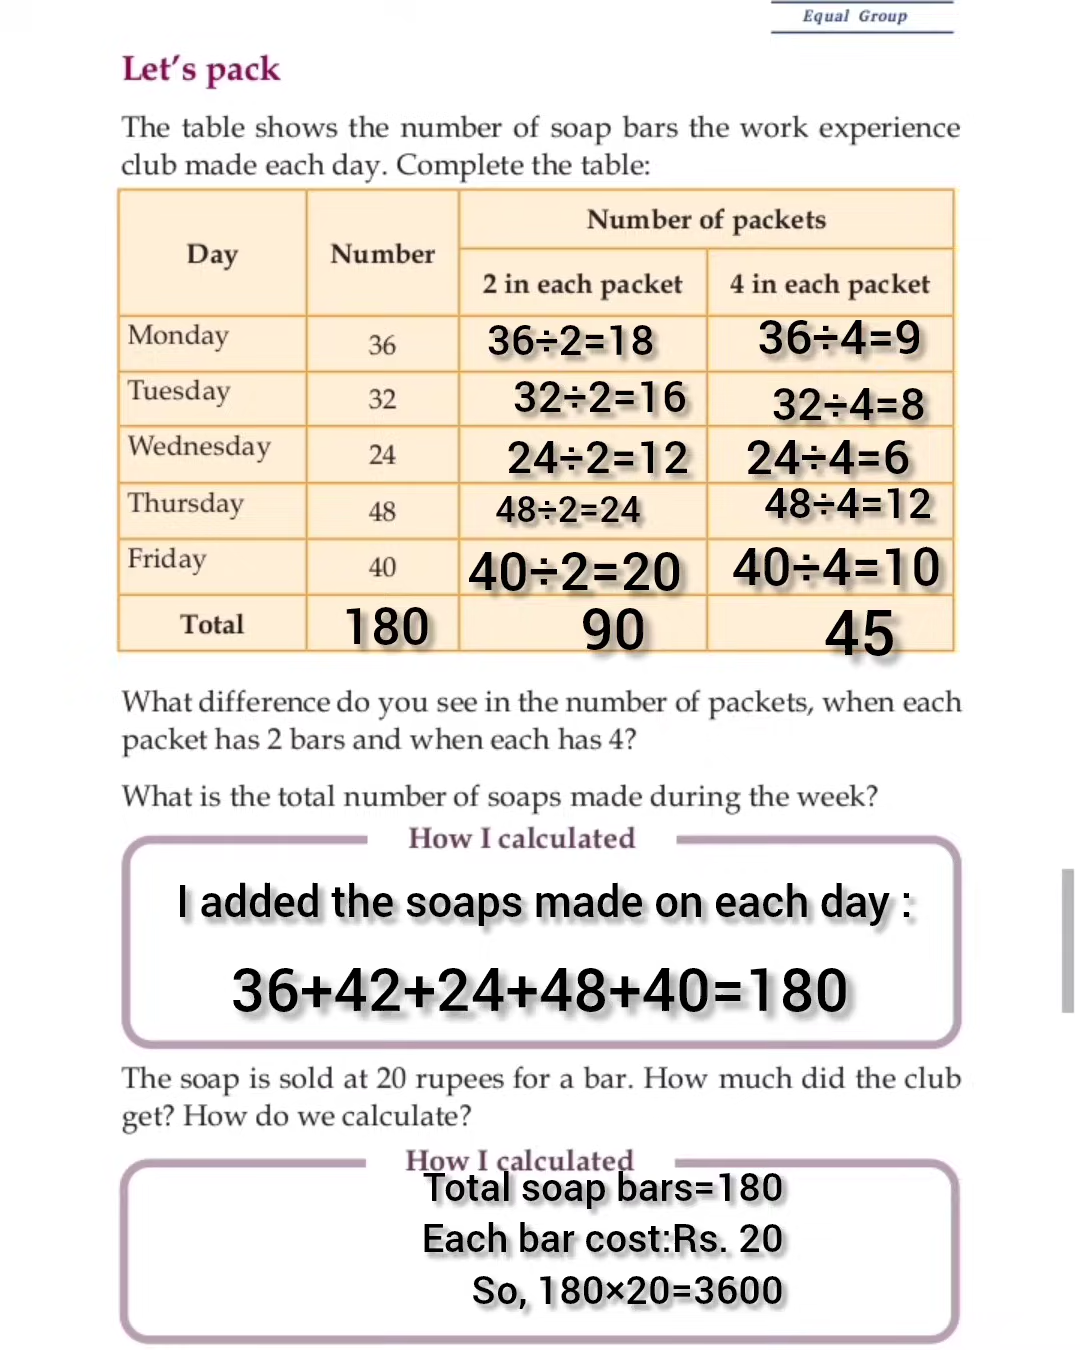 Equal Group
Let's pack
The table shows the number of soap bars the work experience
club made each day. Complete the table:
Day Number Number of packets
2 in each packet 4 in each packet
Monday 36 36÷2=18 36÷4=9
Tuesday 32 32÷2=16 32÷4=8
Wednesday 24 24÷2=12 24÷4=6
Thursday 48 48÷2=24 48÷4=12
Friday 40 40÷2=20 40÷4=10
Total 180 90 45
What difference do you see in the number of packets, when each
packet has 2 bars and when each has 4?
What is the total number of soaps made during the week?
How I calculated
I added the soaps made on each day :
36+42+24+48+40=180
The soap is sold at 20 rupees for a bar. How much did the club
get? How do we calculate?
How I calculated
Total soap bars=180
Each bar cost:Rs. 20
So, 180×20=3600